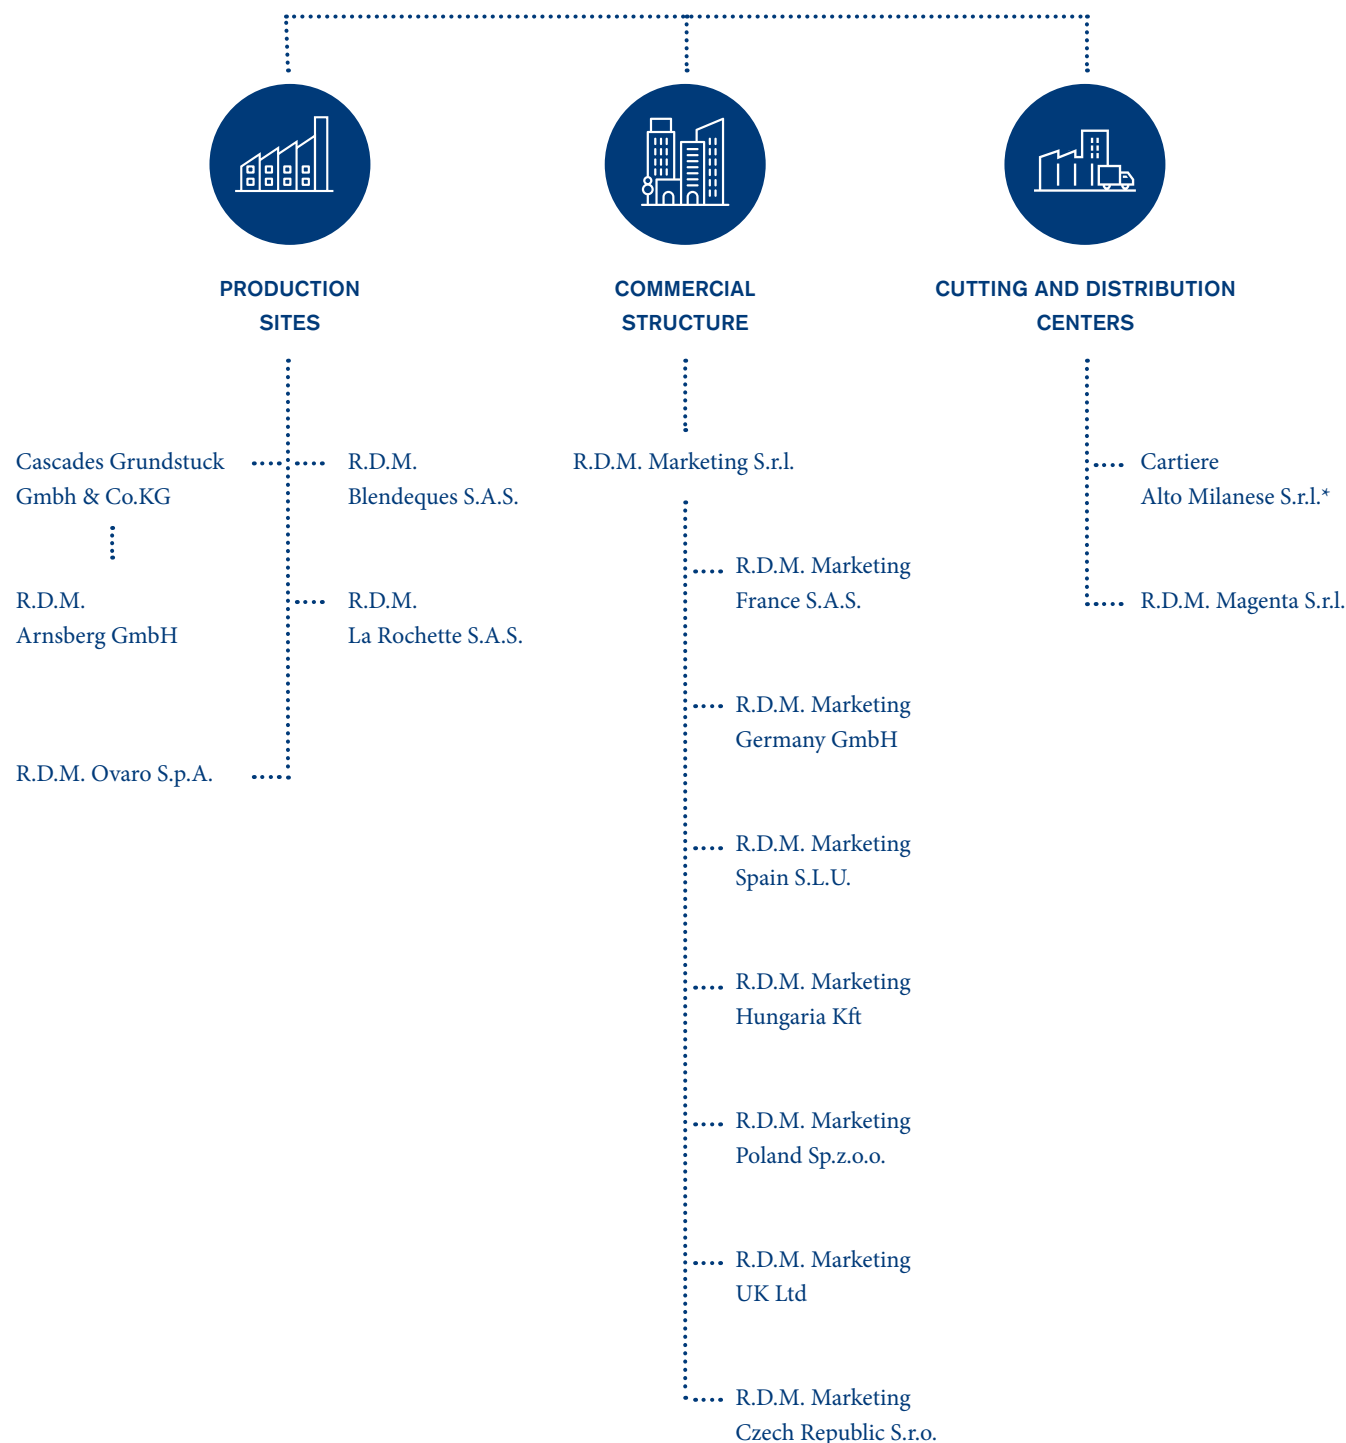 PRODUCTION
SITES
COMMERCIAL
STRUCTURE
CUTTING AND DISTRIBUTION
CENTERS
Cascades Grundstuck
Gmbh & Co.KG
R.D.M.
Arnsberg GmbH
R.D.M. Ovaro S.p.A.
R.D.M.
Blendeques S.A.S.
R.D.M.
La Rochette S.A.S.
R.D.M. Marketing S.r.l.
R.D.M. Marketing
France S.A.S.
R.D.M. Marketing
Germany GmbH
R.D.M. Marketing
Spain S.L.U.
R.D.M. Marketing
Hungaria Kft
R.D.M. Marketing
Poland Sp.z.o.o.
R.D.M. Marketing
UK Ltd
R.D.M. Marketing
Czech Republic S.r.o.
Cartiere
Alto Milanese S.r.l.*
R.D.M. Magenta S.r.l.